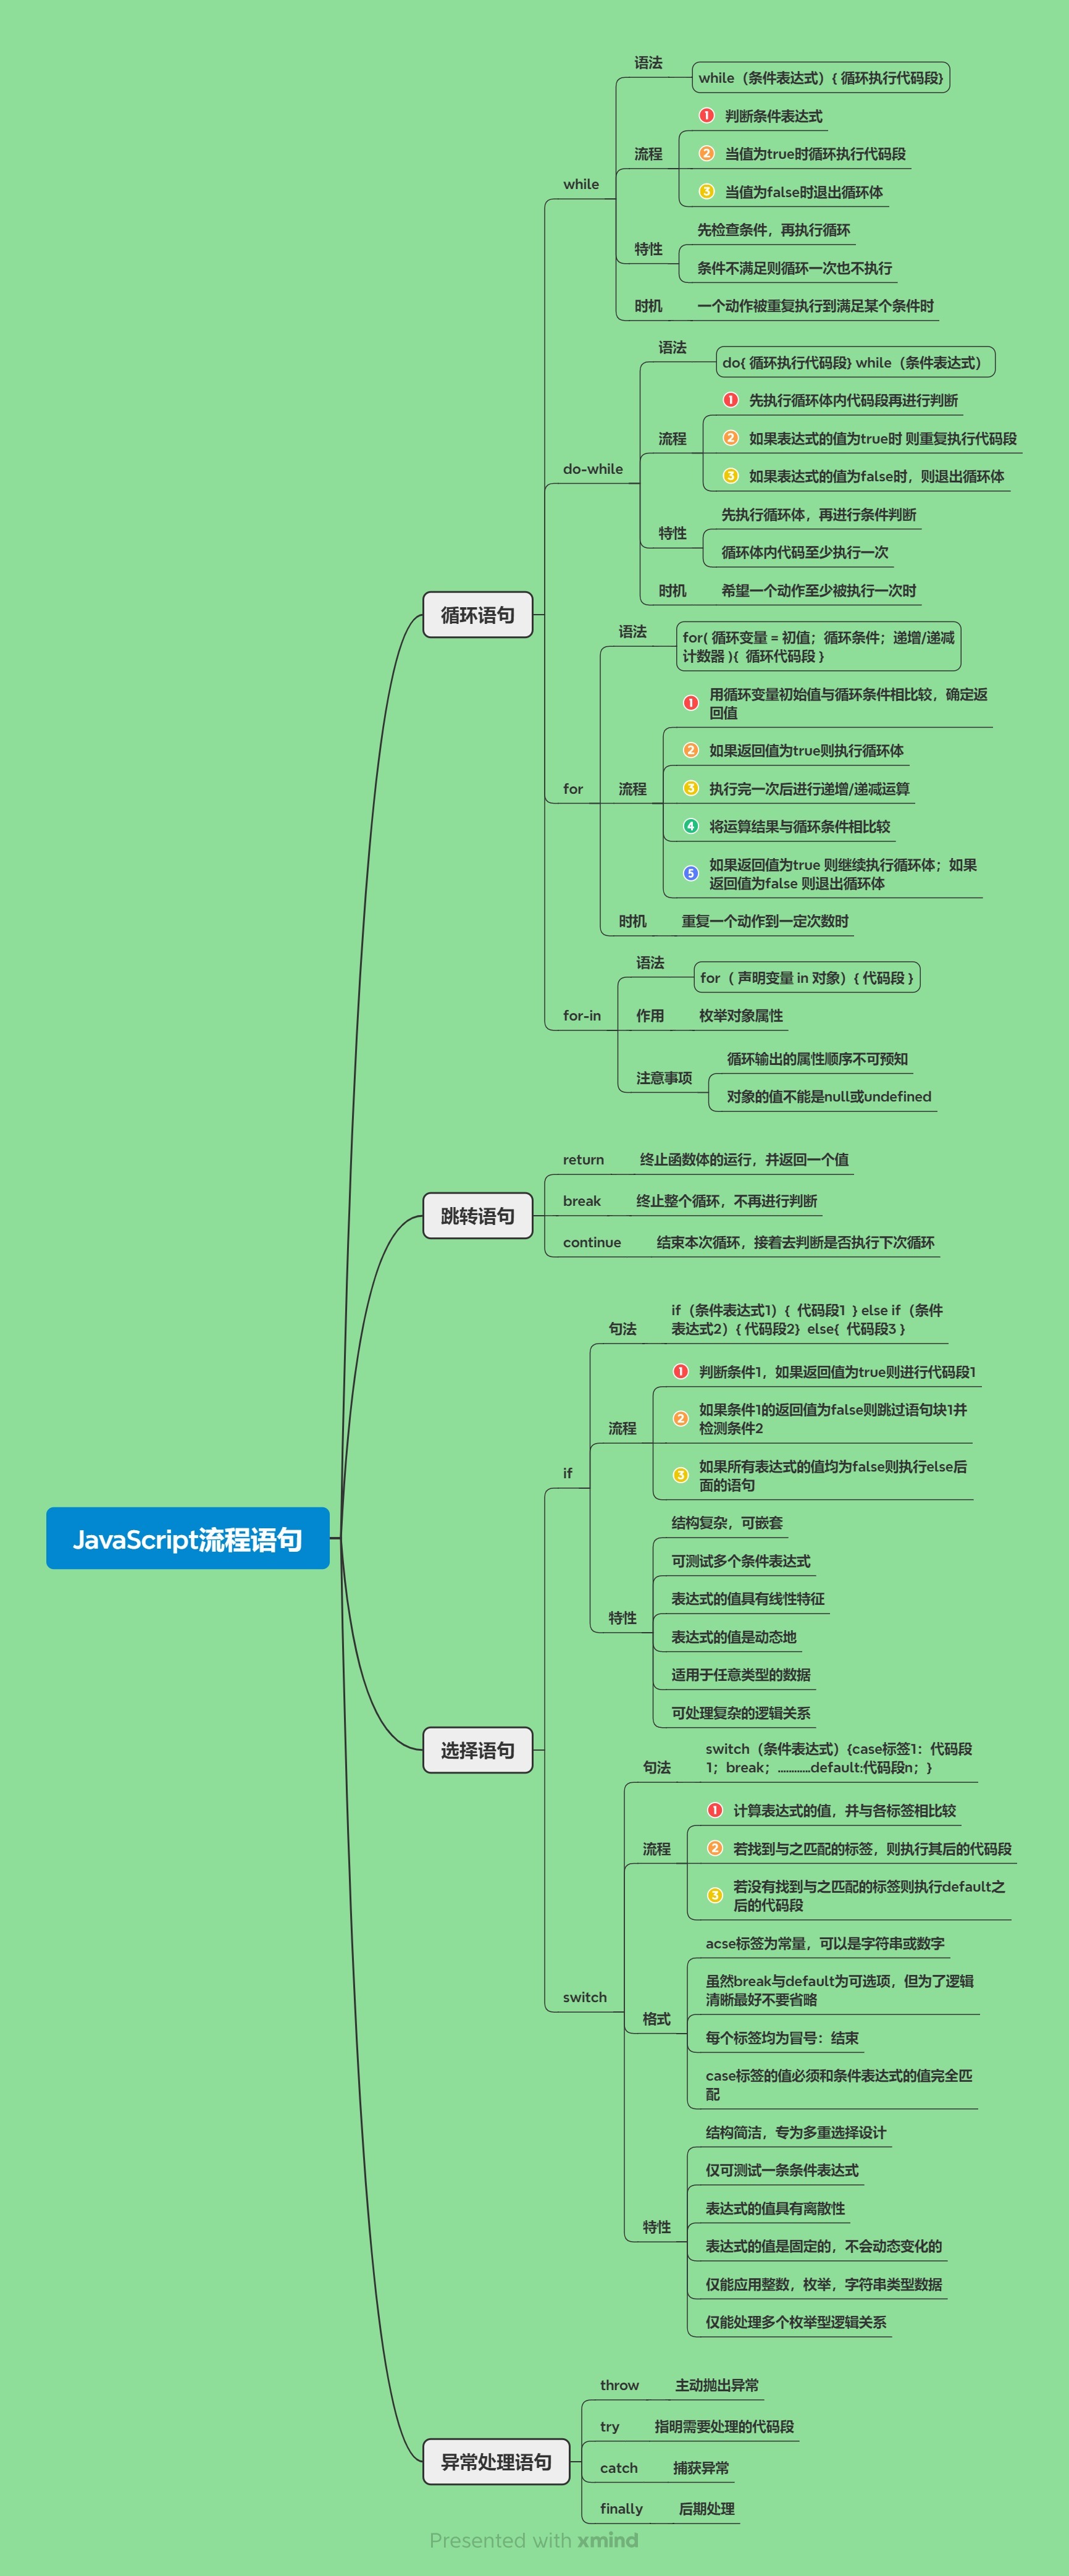 JavaScript流程语句
循环语句
while
语法
while（条件表达式）{ 循环执行代码段}
流程
1 判断条件表达式
2 当值为true时循环执行代码段
3 当值为false时退出循环体
特性
先检查条件，再执行循环
条件不满足则循环一次也不执行
时机
一个动作被重复执行到满足某个条件时
do-while
语法
do{ 循环执行代码段} while（条件表达式）
流程
1 先执行循环体内代码段再进行判断
2 如果表达式的值为true时 则重复执行代码段
3 如果表达式的值为false时，则退出循环体
特性
先执行循环体，再进行条件判断
循环体内代码至少执行一次
时机
希望一个动作至少被执行一次时
for
语法
for( 循环变量 = 初值；循环条件；递增/递减
计数器 ){ 循环代码段 }
流程
1 用循环变量初始值与循环条件相比较，确定返
回值
2 如果返回值为true则执行循环体
3 执行完一次后进行递增/递减运算
4 将运算结果与循环条件相比较
5 如果返回值为true 则继续执行循环体；如果
返回值为false 则退出循环体
时机
重复一个动作到一定次数时
for-in
语法
for（ 声明变量 in 对象）{ 代码段 }
作用
枚举对象属性
注意事项
循环输出的属性顺序不可预知
对象的值不能是null或undefined
跳转语句
return
终止函数体的运行，并返回一个值
break
终止整个循环，不再进行判断
continue
结束本次循环，接着去判断是否执行下次循环
选择语句
if
句法
if（条件表达式1）{ 代码段1 } else if（条件
表达式2）{ 代码段2} else{ 代码段3 }
流程
1 判断条件1，如果返回值为true则进行代码段1
2 如果条件1的返回值为false则跳过语句块1并
检测条件2
3 如果所有表达式的值均为false则执行else后
面的语句
特性
结构复杂，可嵌套
可测试多个条件表达式
表达式的值具有线性特征
表达式的值是动态地
适用于任意类型的数据
可处理复杂的逻辑关系
switch
句法
switch（条件表达式）{case标签1：代码段
1；break；............default:代码段n；}
流程
1 计算表达式的值，并与各标签相比较
2 若找到与之匹配的标签，则执行其后的代码段
3 若没有找到与之匹配的标签则执行default之
后的代码段
格式
acse标签为常量，可以是字符串或数字
虽然break与default为可选项，但为了逻辑
清晰最好不要省略
每个标签均为冒号：结束
case标签的值必须和条件表达式的值完全匹
配
特性
结构简洁，专为多重选择设计
仅可测试一条条件表达式
表达式的值具有离散性
表达式的值是固定的，不会动态变化的
仅能应用整数，枚举，字符串类型数据
仅能处理多个枚举型逻辑关系
异常处理语句
throw
主动抛出异常
try
指明需要处理的代码段
catch
捕获异常
finally
后期处理
Presented with xmind